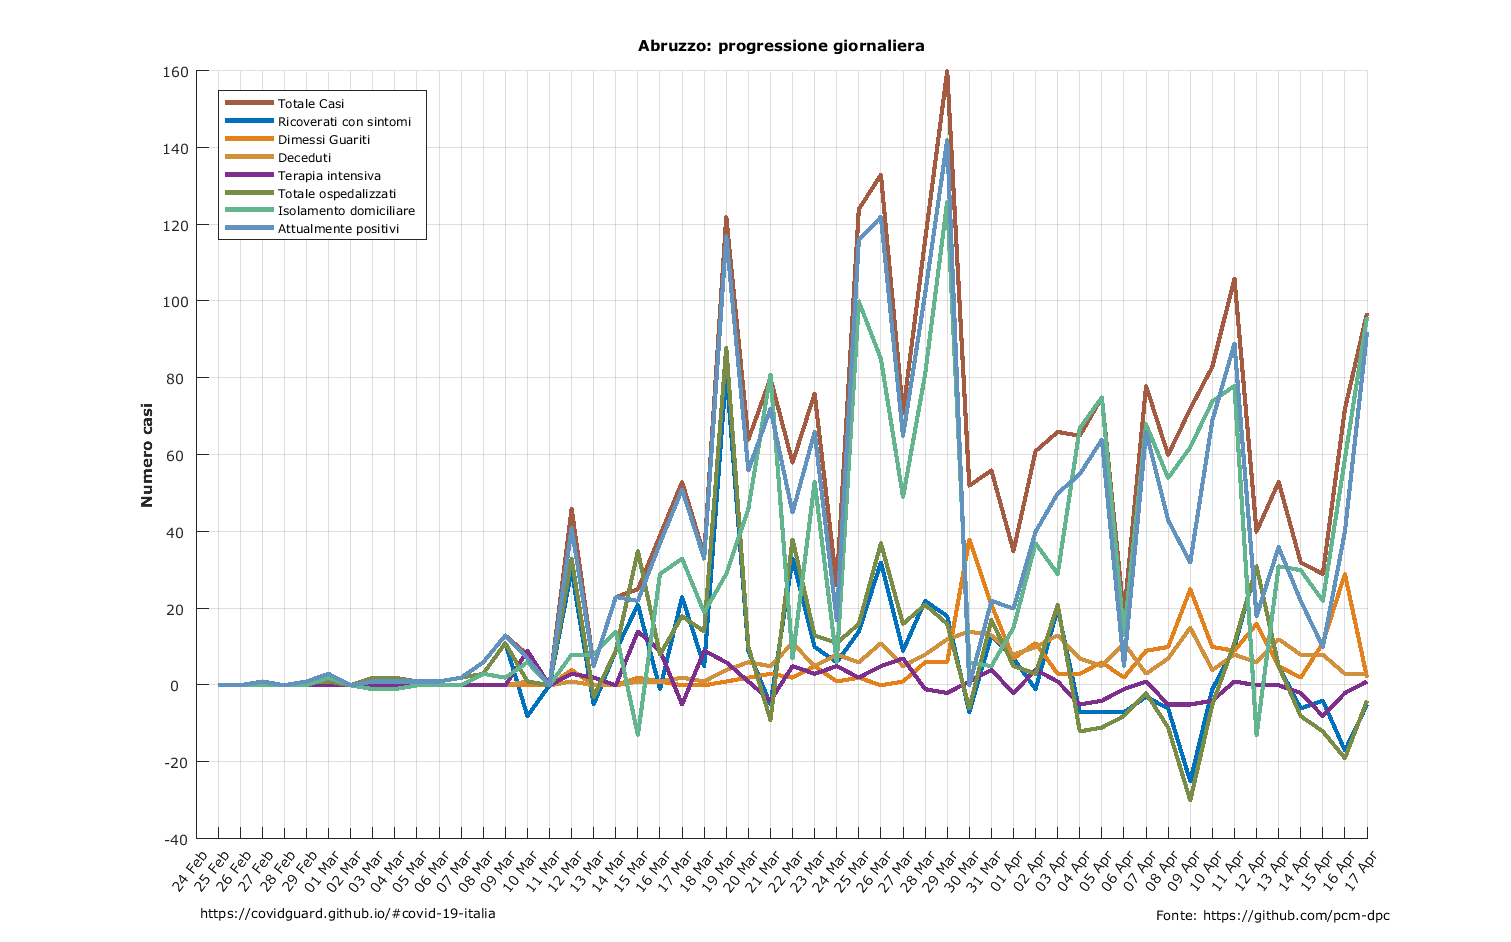 Abruzzo: progressione giornaliera
Numero casi
160
140
120
100
80
60
40
20
0
-20
-40
Totale Casi
Ricoverati con sintomi
Dimessi Guariti
Deceduti
Terapia intensiva
Totale ospedalizzati
Isolamento domiciliare
Attualmente positivi
24 Feb
25 Feb
26 Feb
27 Feb
28 Feb
29 Feb
01 Mar
02 Mar
03 Mar
04 Mar
05 Mar
06 Mar
07 Mar
08 Mar
09 Mar
10 Mar
11 Mar
12 Mar
13 Mar
14 Mar
15 Mar
16 Mar
17 Mar
18 Mar
19 Mar
20 Mar
21 Mar
22 Mar
23 Mar
24 Mar
25 Mar
26 Mar
27 Mar
28 Mar
29 Mar
30 Mar
31 Mar
01 Apr
02 Apr
03 Apr
04 Apr
05 Apr
06 Apr
07 Apr
08 Apr
09 Apr
10 Apr
11 Apr
12 Apr
13 Apr
14 Apr
15 Apr
16 Apr
17 Apr
https://covidguard.github.io/#covid-19-italia
Fonte: https://github.com/pcm-dpc